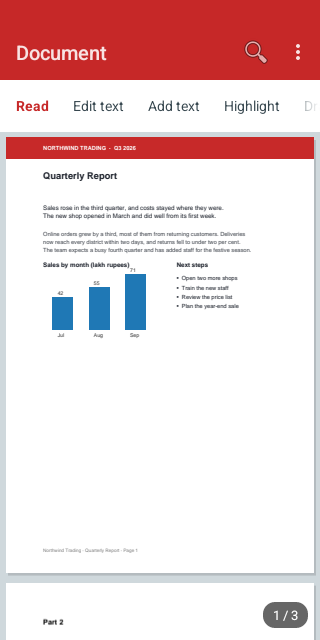 Document
Read
Edit text
Add text
Highlight
Dr
NORTHWIND TRADING - Q3 2026
Quarterly Report
Sales rose in the third quarter, and costs stayed where they were.
The new shop opened in March and did well from its first week.
Online orders grew by a third, most of them from returning customers. Deliveries
now reach every district within two days, and returns fell to under two per cent.
The team expects a busy fourth quarter and has added staff for the festive season.
Sales by month (lakh rupees)
42
55
71
Jul
Aug
Sep
Next steps
• Open two more shops
• Train the new staff
• Review the price list
• Plan the year-end sale
Northwind Trading - Quarterly Report - Page 1
Part 2
1 / 3